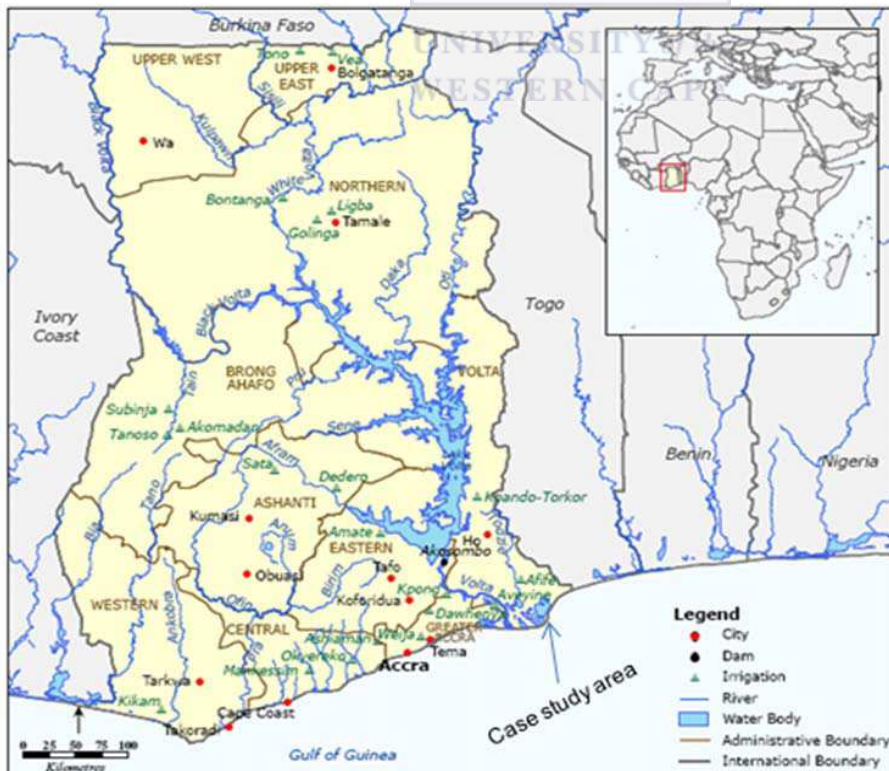 UNIVERSITY of the
WESTERN CAPE
Burkina Faso
Tono
Vea
UPPER WEST
UPPER
EAST
Bolgatanga
Sisili
Kulpawn
Black Volta
Wa
White Volta
NORTHERN
Bontanga
Ligba
Tamale
Golinga
Daka
Oti
Ivory
Coast
Togo
Black Volta
BRONG
AHAFO
VOLTA
Tain
Pru
Subinja
Akomadan
Tanoso
Sene
Afram
Sata
Dedero
Benin
Nigeria
Tano
Bia
ASHANTI
Kpando-Torkor
Kumasi
Anum
Amate
EASTERN
Ho
Todzie
Akosombo
Obuasi
Birim
Tafo
Kpong
Volta
Afife
Aveyine
Ofin
Koforidua
Dawhenya
WESTERN
Ankobra
CENTRAL
Ashiaman
Weija
GREATER
ACCRA
Tema
Okyereko
Mankessim
Accra
Tarkwa
Kikam
Cape Coast
Takoradi
Case study area
Gulf of Guinea
0 25 50 75 100
Kilometres
Legend
City
Dam
Irrigation
River
Water Body
Administrative Boundary
International Boundary